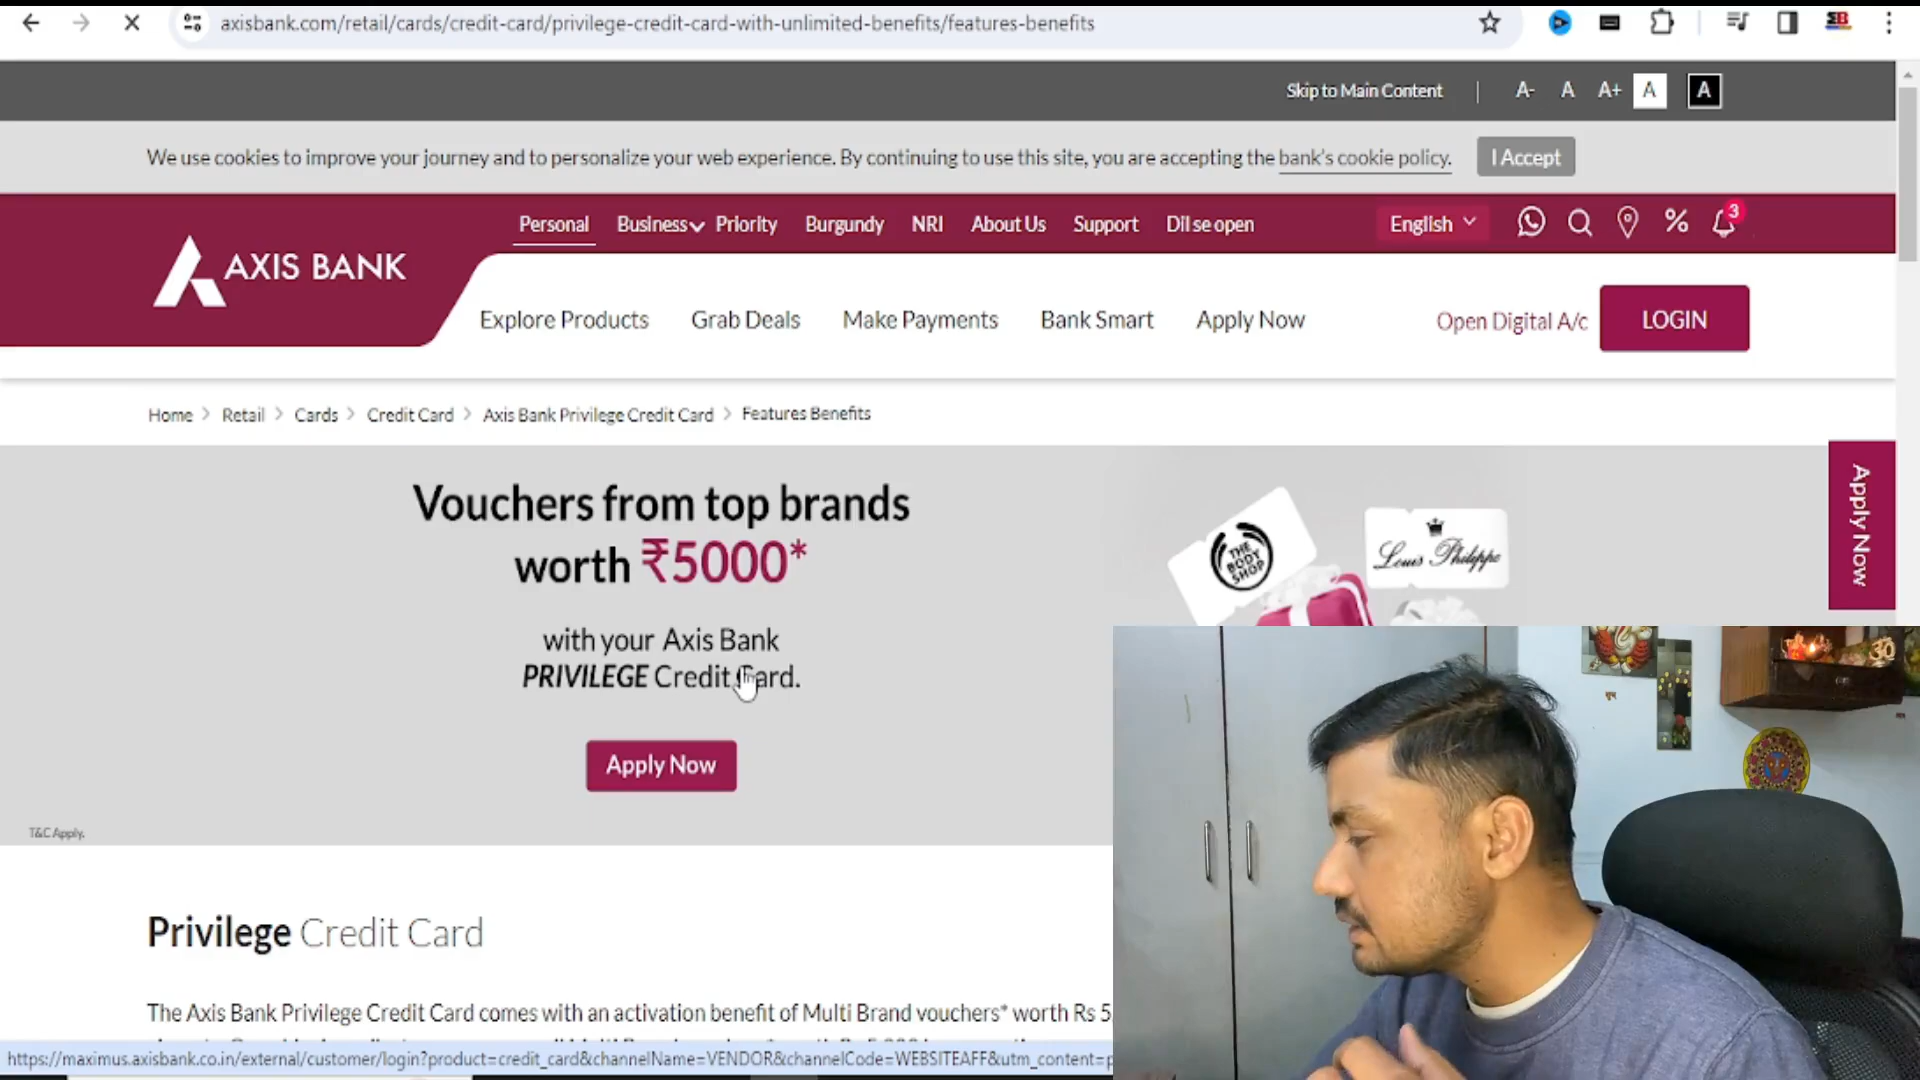 axisbank.com/retail/cards/credit-card/privilege-credit-card-with-unlimited-benefits/features-benefits
Skip to Main Content | A- A A+ A A
We use cookies to improve your journey and to personalize your web experience. By continuing to use this site, you are accepting the bank's cookie policy. I Accept
Personal Business Priority Burgundy NRI About Us Support Dil se open English % 3
AXIS BANK
Explore Products Grab Deals Make Payments Bank Smart Apply Now Open Digital A/c LOGIN
Home > Retail > Cards > Credit Card > Axis Bank Privilege Credit Card > Features Benefits
Vouchers from top brands
worth ₹5000*
with your Axis Bank
PRIVILEGE Credit Card.
Apply Now
T&C Apply.
THE
BODY
SHOP
Louis Philippe
Apply Now
30
Privilege Credit Card
The Axis Bank Privilege Credit Card comes with an activation benefit of Multi Brand vouchers* worth Rs 5
https://maximus.axisbank.co.in/external/customer/login?product=credit_card&channelName=VENDOR&channelCode=WEBSITEAFF&utm_content=p